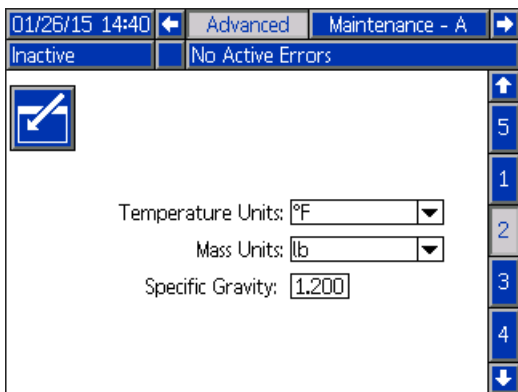 01/26/15 14:40 Advanced Maintenance - A
Inactive No Active Errors
5
1
Temperature Units: °F
2
Mass Units: lb
Specific Gravity: 1.200
3
4